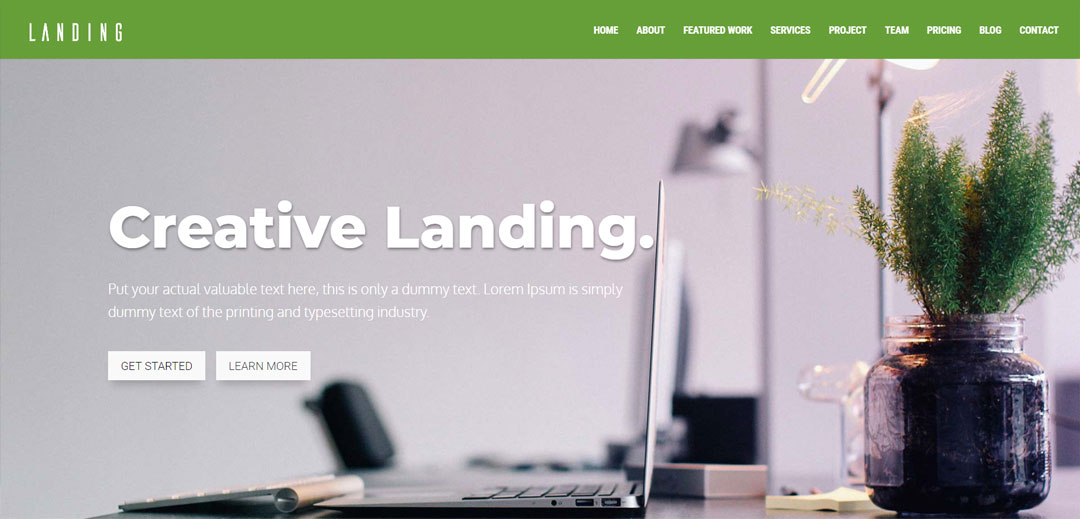 LANDING
HOME ABOUT FEATURED WORK SERVICES PROJECT TEAM PRICING BLOG CONTACT
Creative Landing.
Put your actual valuable text here, this is only a dummy text. Lorem Ipsum is simply
dummy text of the printing and typesetting industry.
GET STARTED LEARN MORE